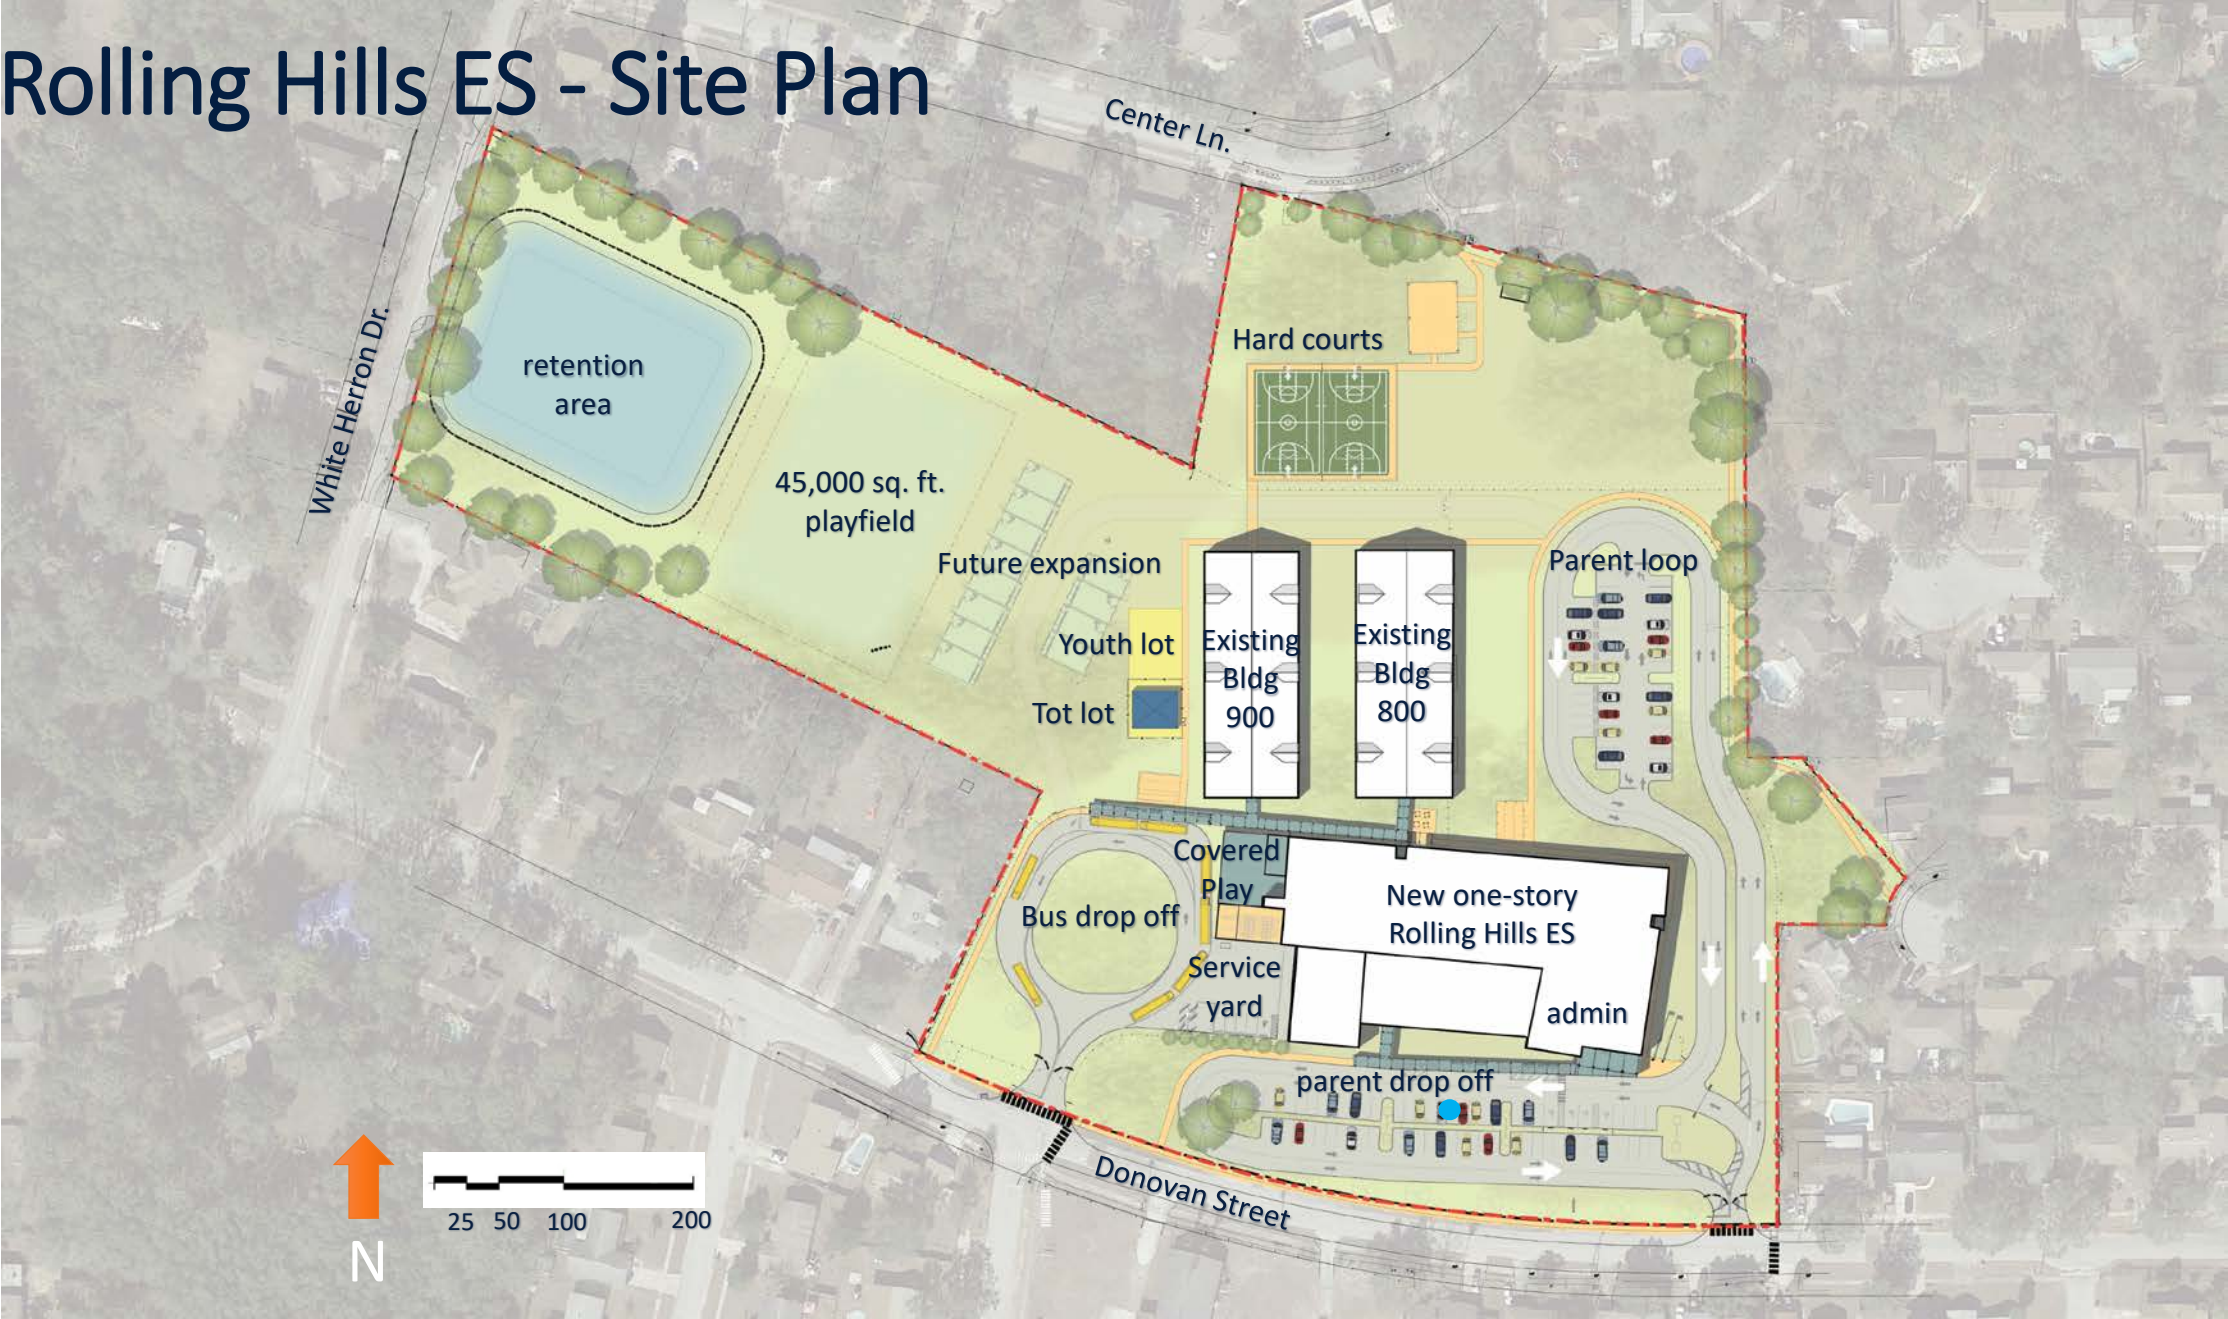 Rolling Hills ES - Site Plan
Center Ln.
White Herron Dr.
retention
area
Hard courts
45,000 sq. ft.
playfield
Future expansion
Parent loop
Youth lot
Existing
Bldg
900
Existing
Bldg
800
Tot lot
Covered
Play
Bus drop off
New one-story
Rolling Hills ES
Service
yard
admin
parent drop off
Donovan Street
25 50 100 200
N